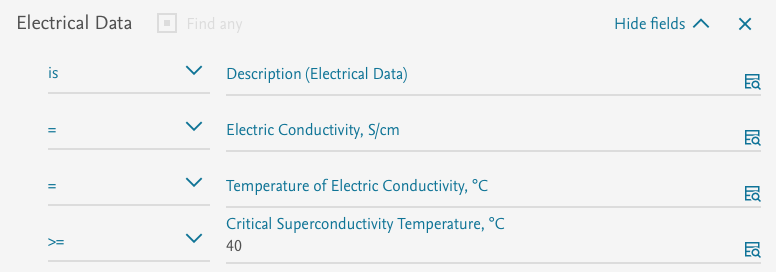 Electrical Data Find any Hide fields
is Description (Electrical Data)
= Electric Conductivity, S/cm
= Temperature of Electric Conductivity, °C
Critical Superconductivity Temperature, °C
>= 40